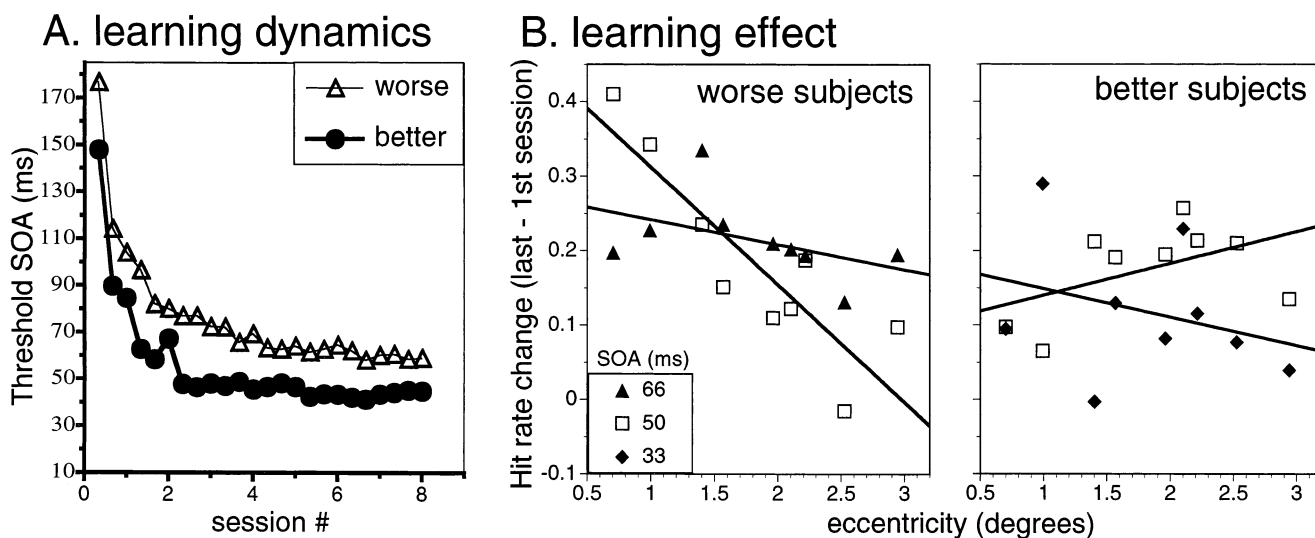 A. learning dynamics
Threshold SOA (ms)
170
150
130
110
90
70
50
30
10
0 2 4 6 8
session #
worse
better
B. learning effect
Hit rate change (last - 1st session)
0.4
0.3
0.2
0.1
0
-0.1
worse subjects
SOA (ms)
66
50
33
0.5 1 1.5 2 2.5 3
better subjects
0.5 1 1.5 2 2.5 3
eccentricity (degrees)